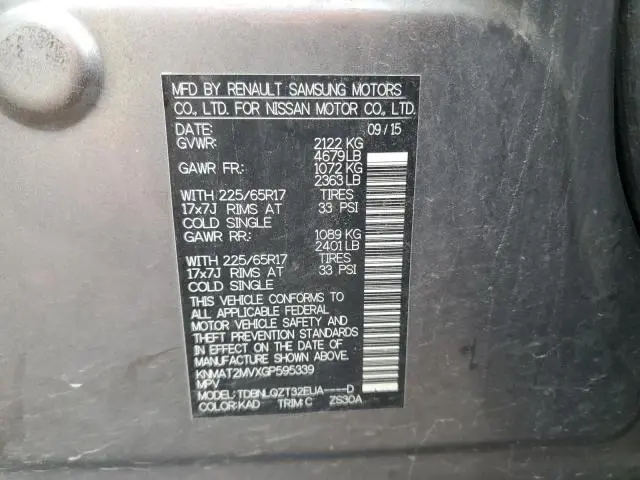 MFD BY RENAULT SAMSUNG MOTORS
CO., LTD. FOR NISSAN MOTOR CO., LTD.
DATE: 09/15
GVWR: 2122 KG
4679 LB
GAWR FR: 1072 KG
2363 LB
WITH 225/65R17 TIRES
17x7J RIMS AT 33 PSI
COLD SINGLE
GAWR RR: 1089 KG
2401 LB
WITH 225/65R17 TIRES
17x7J RIMS AT 33 PSI
COLD SINGLE
THIS VEHICLE CONFORMS TO
ALL APPLICABLE FEDERAL
MOTOR VEHICLE SAFETY AND
THEFT PREVENTION STANDARDS
IN EFFECT ON THE DATE OF
MANUFACTURE SHOWN ABOVE.
KNMAT2MVXGP595339
MPV
MODEL: TDBNLQZT32EUA----D
COLOR: KAD TRIM: C ZS30A